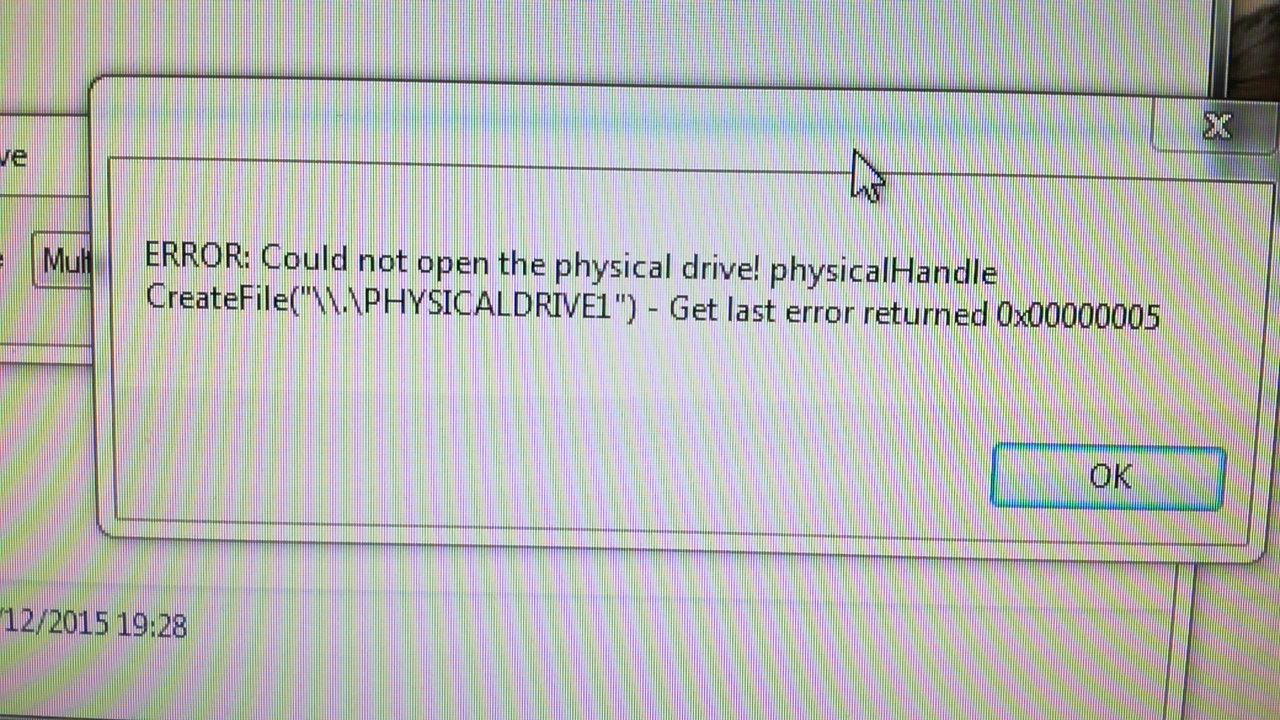 ve
Mult
ERROR: Could not open the physical drive! physicalHandle
CreateFile("\\.\PHYSICALDRIVE1") - Get last error returned 0x00000005
OK
/12/2015 19:28